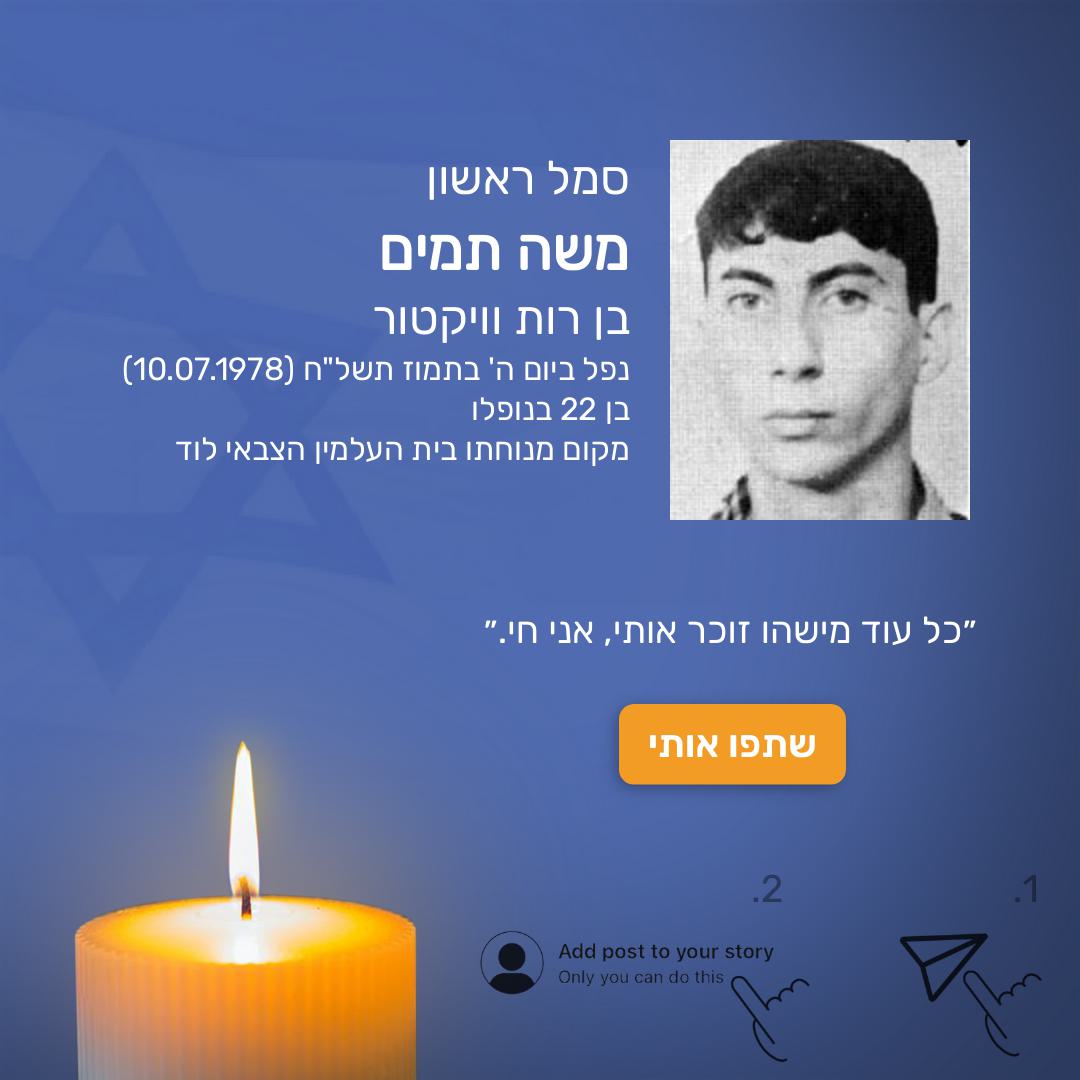 סמל ראשון
משה תמים
בן רות וויקטור
נפל ביום ה' בתמוז תשל"ח (10.07.1978)
בן 22 בנופלו
מקום מנוחתו בית העלמין הצבאי לוד
״כל עוד מישהו זוכר אותי, אני חי.״
שתפו אותי
.1
.2
Add post to your story
Only you can do this